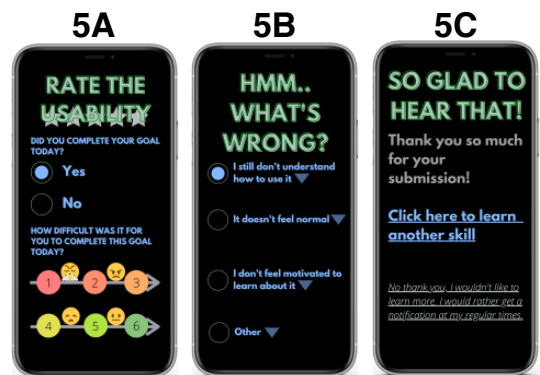 5A
RATE THE
USABILITY
DID YOU COMPLETE YOUR GOAL
TODAY?
Yes
No
HOW DIFFICULT WAS IT FOR
YOU TO COMPLETE THIS GOAL
TODAY?
1 2 3
4 5 6
5B
HMM..
WHAT'S
WRONG?
I still don't understand
how to use it
It doesn't feel normal
I don't feel motivated to
learn about it
Other
5C
SO GLAD TO
HEAR THAT!
Thank you so much
for your
submission!
Click here to learn
another skill
No thank you, I wouldn't like to
learn more. I would rather get a
notification at my regular times.